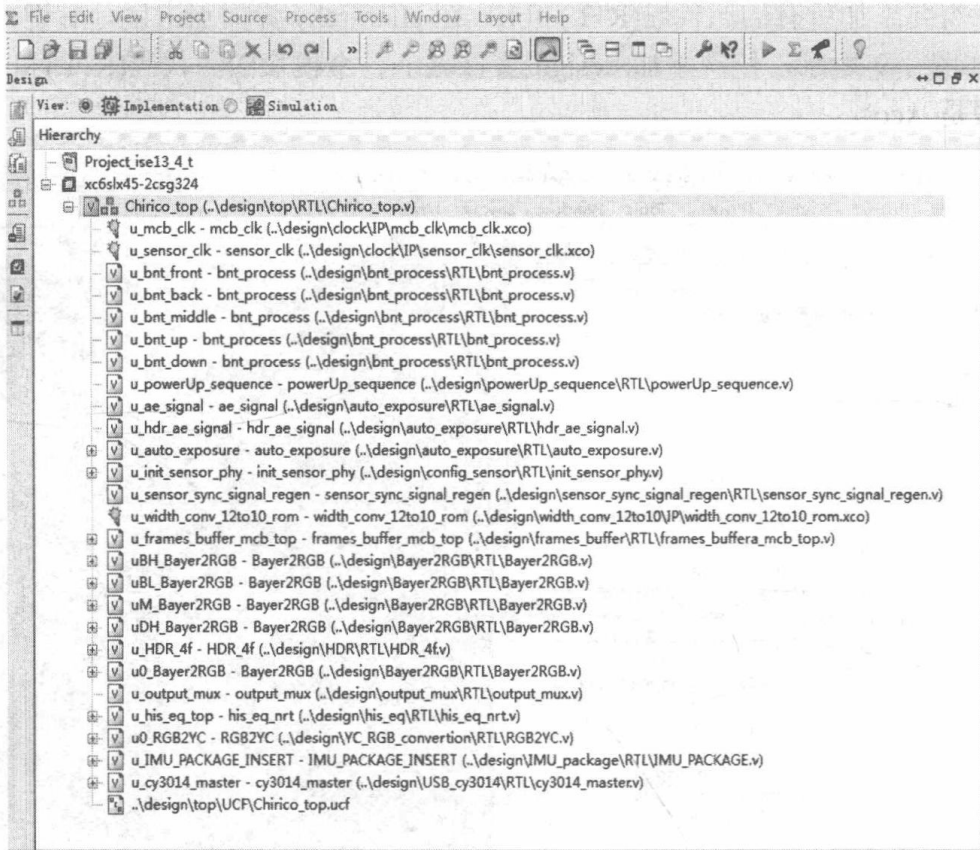 File Edit View Project Source Process Tools Window Layout Help
Design
View: Implementation Simulation
Hierarchy
Project_ise13_4_t
xc6slx45-2csg324
Chirico_top (..\design\top\RTL\Chirico_top.v)
u_mcb_clk - mcb_clk (..\design\clock\IP\mcb_clk\mcb_clk.xco)
u_sensor_clk - sensor_clk (..\design\clock\IP\sensor_clk\sensor_clk.xco)
u_bnt_front - bnt_process (..\design\bnt_process\RTL\bnt_process.v)
u_bnt_back - bnt_process (..\design\bnt_process\RTL\bnt_process.v)
u_bnt_middle - bnt_process (..\design\bnt_process\RTL\bnt_process.v)
u_bnt_up - bnt_process (..\design\bnt_process\RTL\bnt_process.v)
u_bnt_down - bnt_process (..\design\bnt_process\RTL\bnt_process.v)
u_powerUp_sequence - powerUp_sequence (..\design\powerUp_sequence\RTL\powerUp_sequence.v)
u_ae_signal - ae_signal (..\design\auto_exposure\RTL\ae_signal.v)
u_hdr_ae_signal - hdr_ae_signal (..\design\auto_exposure\RTL\hdr_ae_signal.v)
u_auto_exposure - auto_exposure (..\design\auto_exposure\RTL\auto_exposure.v)
u_init_sensor_phy - init_sensor_phy (..\design\config_sensor\RTL\init_sensor_phy.v)
u_sensor_sync_signal_regen - sensor_sync_signal_regen (..\design\sensor_sync_signal_regen\RTL\sensor_sync_signal_regen.v)
u_width_conv_12to10_rom - width_conv_12to10_rom (..\design\width_conv_12to10\IP\width_conv_12to10_rom.xco)
u_frames_buffer_mcb_top - frames_buffer_mcb_top (..\design\frames_buffer\RTL\frames_buffera_mcb_top.v)
uBH_Bayer2RGB - Bayer2RGB (..\design\Bayer2RGB\RTL\Bayer2RGB.v)
uBL_Bayer2RGB - Bayer2RGB (..\design\Bayer2RGB\RTL\Bayer2RGB.v)
uM_Bayer2RGB - Bayer2RGB (..\design\Bayer2RGB\RTL\Bayer2RGB.v)
uDH_Bayer2RGB - Bayer2RGB (..\design\Bayer2RGB\RTL\Bayer2RGB.v)
u_HDR_4f - HDR_4f (..\design\HDR\RTL\HDR_4f.v)
u0_Bayer2RGB - Bayer2RGB (..\design\Bayer2RGB\RTL\Bayer2RGB.v)
u_output_mux - output_mux (..\design\output_mux\RTL\output_mux.v)
u_his_eq_top - his_eq_nrt (..\design\his_eq\RTL\his_eq_nrt.v)
u0_RGB2YC - RGB2YC (..\design\YC_RGB_convertion\RTL\RGB2YC.v)
u_IMU_PACKAGE_INSERT - IMU_PACKAGE_INSERT (..\design\IMU_package\RTL\IMU_PACKAGE.v)
u_cy3014_master - cy3014_master (..\design\USB_cy3014\RTL\cy3014_master.v)
..\design\top\UCF\Chirico_top.ucf